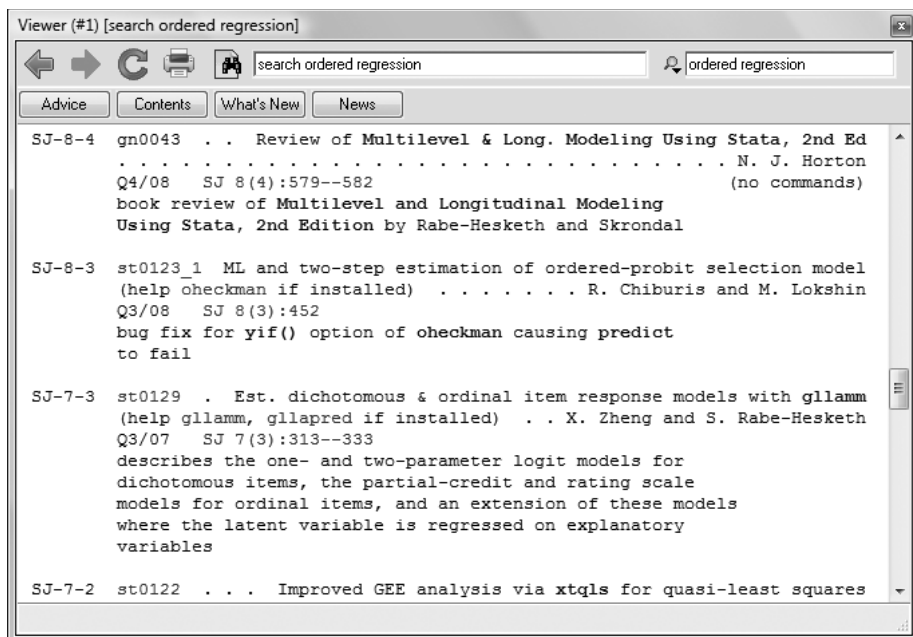 Viewer (#1) [search ordered regression]
search ordered regression
ordered regression
Advice Contents What's New News
SJ-8-4 gn0043 . . Review of Multilevel & Long. Modeling Using Stata, 2nd Ed
. . . . . . . . . . . . . . . . . . . . . . . . . . . . . N. J. Horton
Q4/08 SJ 8(4):579--582 (no commands)
book review of Multilevel and Longitudinal Modeling
Using Stata, 2nd Edition by Rabe-Hesketh and Skrondal
SJ-8-3 st0123_1 ML and two-step estimation of ordered-probit selection model
(help oheckman if installed) . . . . . . . R. Chiburis and M. Lokshin
Q3/08 SJ 8(3):452
bug fix for yif() option of oheckman causing predict
to fail
SJ-7-3 st0129 . Est. dichotomous & ordinal item response models with gllamm
(help gllamm, gllapred if installed) . . X. Zheng and S. Rabe-Hesketh
Q3/07 SJ 7(3):313--333
describes the one- and two-parameter logit models for
dichotomous items, the partial-credit and rating scale
models for ordinal items, and an extension of these models
where the latent variable is regressed on explanatory
variables
SJ-7-2 st0122 . . . Improved GEE analysis via xtqls for quasi-least squares